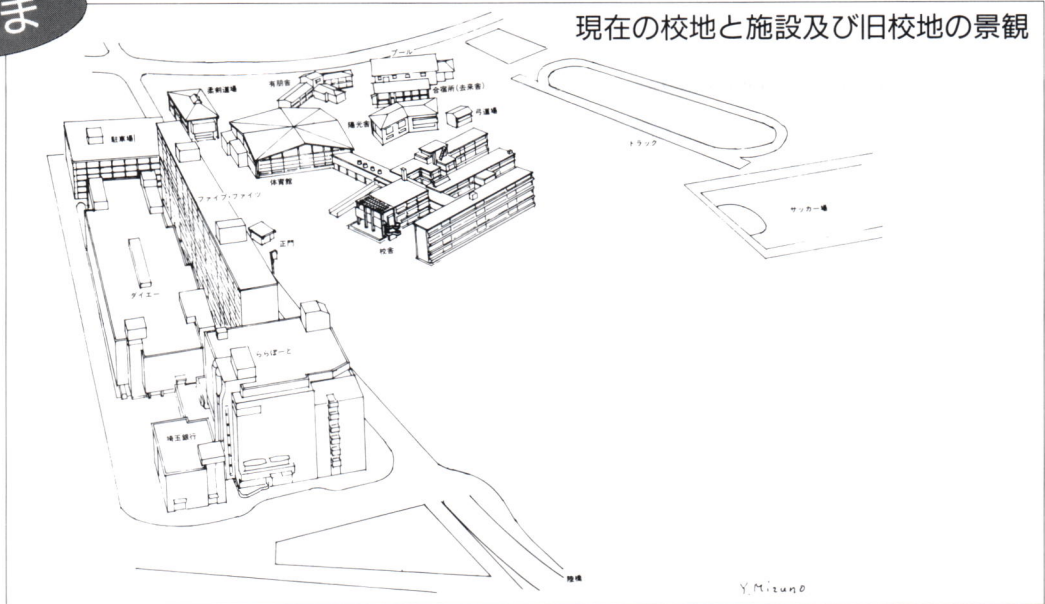 ま
現在の校地と施設及び旧校地の景観
プール
有明舎
合宿所(去来舎)
柔剣道場
陽光舎
弓道場
駐車場
トラック
体育館
ファイブ・ファイツ
サッカー場
正門
校舎
ダイエー
ららぽーと
埼玉銀行
陸橋
Y.Mizuno